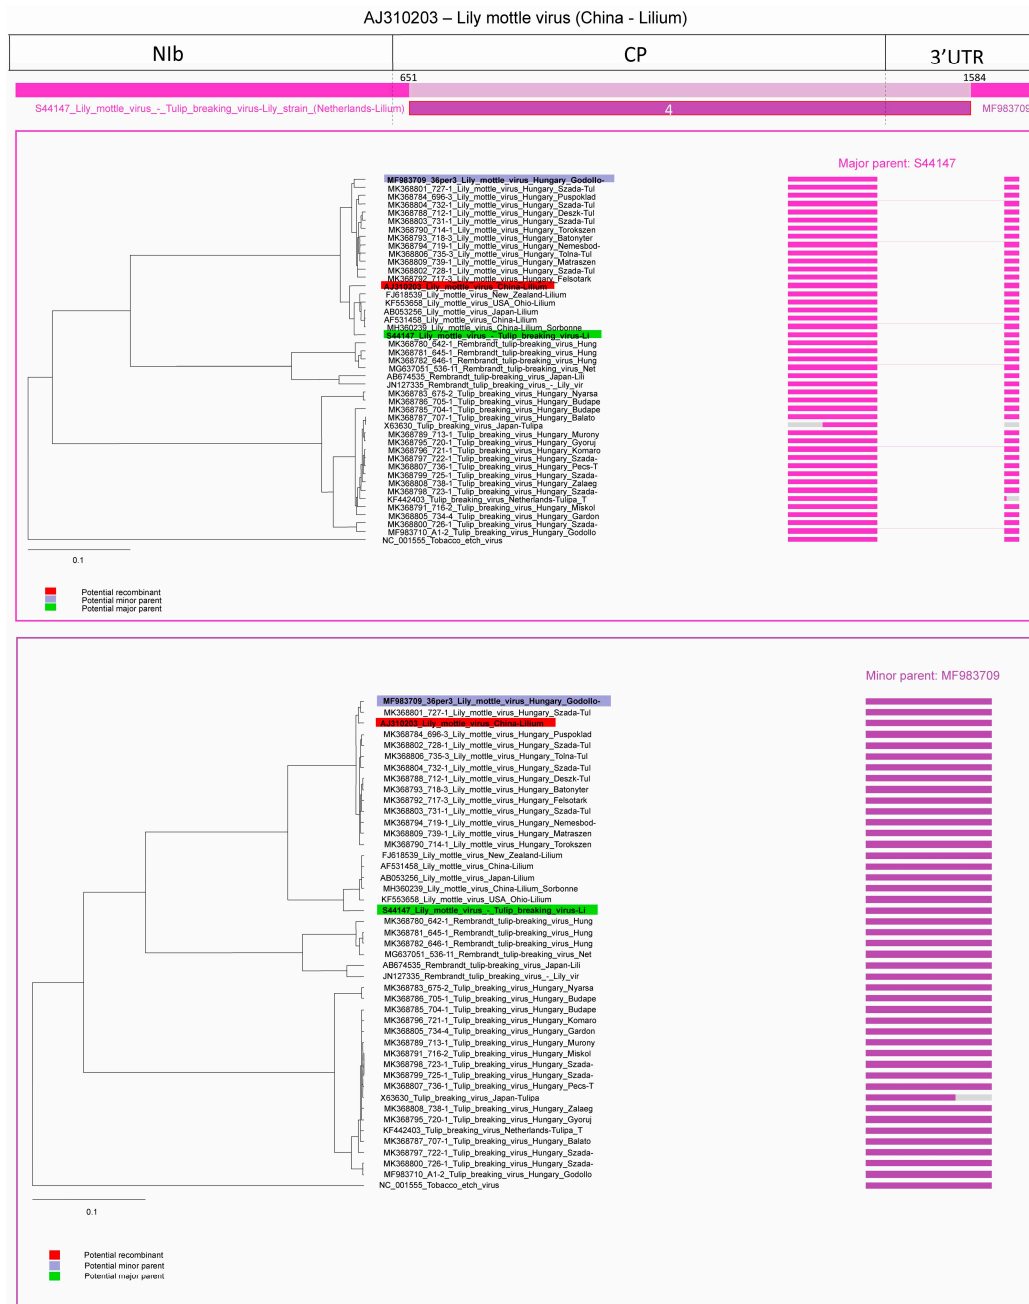 AJ310203 – Lily mottle virus (China - Lilium)
NIb CP 3'UTR
651 1584
S44147_Lily_mottle_virus_-_Tulip_breaking_virus-Lily_strain_(Netherlands-Lilium) 4 MF983709
Major parent: S44147
MF983709_36per3_Lily_mottle_virus_Hungary_Godollo-
MK368801_727-1_Lily_mottle_virus_Hungary_Szada-Tul
MK368784_696-3_Lily_mottle_virus_Hungary_Puspoklad
MK368804_732-1_Lily_mottle_virus_Hungary_Szada-Tul
MK368788_712-1_Lily_mottle_virus_Hungary_Deszk-Tul
MK368803_731-1_Lily_mottle_virus_Hungary_Szada-Tul
MK368790_714-1_Lily_mottle_virus_Hungary_Torokszen
MK368793_718-3_Lily_mottle_virus_Hungary_Batonyter
MK368794_719-1_Lily_mottle_virus_Hungary_Nemesbod-
MK368806_735-3_Lily_mottle_virus_Hungary_Tolna-Tul
MK368809_739-1_Lily_mottle_virus_Hungary_Matraszen
MK368802_728-1_Lily_mottle_virus_Hungary_Szada-Tul
MK368792_717-3_Lily_mottle_virus_Hungary_Felsotark
AJ310203_Lily_mottle_virus_China-Lilium
FJ618539_Lily_mottle_virus_New_Zealand-Lilium
KF553658_Lily_mottle_virus_USA_Ohio-Lilium
AB053256_Lily_mottle_virus_Japan-Lilium
AF531458_Lily_mottle_virus_China-Lilium
MH360239_Lily_mottle_virus_China-Lilium_Sorbonne
S44147_Lily_mottle_virus_-_Tulip_breaking_virus-Li
MK368780_642-1_Rembrandt_tulip-breaking_virus_Hung
MK368781_645-1_Rembrandt_tulip-breaking_virus_Hung
MK368782_646-1_Rembrandt_tulip-breaking_virus_Hung
MG637051_536-11_Rembrandt_tulip-breaking_virus_Net
AB674535_Rembrandt_tulip-breaking_virus_Japan-Lili
JN127335_Rembrandt_tulip-breaking_virus_-_Lily_vir
MK368783_675-2_Tulip_breaking_virus_Hungary_Nyarsa
MK368786_705-1_Tulip_breaking_virus_Hungary_Budape
MK368785_704-1_Tulip_breaking_virus_Hungary_Budape
MK368787_707-1_Tulip_breaking_virus_Hungary_Balato
X63630_Tulip_breaking_virus_Japan-Tulipa
MK368789_713-1_Tulip_breaking_virus_Hungary_Murony
MK368795_720-1_Tulip_breaking_virus_Hungary_Gyoruj
MK368796_721-1_Tulip_breaking_virus_Hungary_Komaro
MK368797_722-1_Tulip_breaking_virus_Hungary_Szada-
MK368807_736-1_Tulip_breaking_virus_Hungary_Pecs-T
MK368799_725-1_Tulip_breaking_virus_Hungary_Szada-
MK368808_738-1_Tulip_breaking_virus_Hungary_Zalaeg
MK368798_723-1_Tulip_breaking_virus_Hungary_Szada-
KF442403_Tulip_breaking_virus_Netherlands-Tulipa_T
MK368791_716-2_Tulip_breaking_virus_Hungary_Miskol
MK368805_734-4_Tulip_breaking_virus_Hungary_Gardon
MK368800_726-1_Tulip_breaking_virus_Hungary_Szada-
MF983710_A1-2_Tulip_breaking_virus_Hungary_Godollo
NC_001555_Tobacco_etch_virus
0.1
Potential recombinant
Potential minor parent
Potential major parent
Minor parent: MF983709
MF983709_36per3_Lily_mottle_virus_Hungary_Godollo-
MK368801_727-1_Lily_mottle_virus_Hungary_Szada-Tul
AJ310203_Lily_mottle_virus_China-Lilium
MK368784_696-3_Lily_mottle_virus_Hungary_Puspoklad
MK368802_728-1_Lily_mottle_virus_Hungary_Szada-Tul
MK368806_735-3_Lily_mottle_virus_Hungary_Tolna-Tul
MK368804_732-1_Lily_mottle_virus_Hungary_Szada-Tul
MK368788_712-1_Lily_mottle_virus_Hungary_Deszk-Tul
MK368793_718-3_Lily_mottle_virus_Hungary_Batonyter
MK368792_717-3_Lily_mottle_virus_Hungary_Felsotark
MK368803_731-1_Lily_mottle_virus_Hungary_Szada-Tul
MK368794_719-1_Lily_mottle_virus_Hungary_Nemesbod-
MK368809_739-1_Lily_mottle_virus_Hungary_Matraszen
MK368790_714-1_Lily_mottle_virus_Hungary_Torokszen
FJ618539_Lily_mottle_virus_New_Zealand-Lilium
AF531458_Lily_mottle_virus_China-Lilium
AB053256_Lily_mottle_virus_Japan-Lilium
MH360239_Lily_mottle_virus_China-Lilium_Sorbonne
KF553658_Lily_mottle_virus_USA_Ohio-Lilium
S44147_Lily_mottle_virus_-_Tulip_breaking_virus-Li
MK368780_642-1_Rembrandt_tulip-breaking_virus_Hung
MK368781_645-1_Rembrandt_tulip-breaking_virus_Hung
MK368782_646-1_Rembrandt_tulip-breaking_virus_Hung
MG637051_536-11_Rembrandt_tulip-breaking_virus_Net
AB674535_Rembrandt_tulip-breaking_virus_Japan-Lili
JN127335_Rembrandt_tulip-breaking_virus_-_Lily_vir
MK368783_675-2_Tulip_breaking_virus_Hungary_Nyarsa
MK368786_705-1_Tulip_breaking_virus_Hungary_Budape
MK368785_704-1_Tulip_breaking_virus_Hungary_Budape
MK368796_721-1_Tulip_breaking_virus_Hungary_Komaro
MK368805_734-4_Tulip_breaking_virus_Hungary_Gardon
MK368789_713-1_Tulip_breaking_virus_Hungary_Murony
MK368791_716-2_Tulip_breaking_virus_Hungary_Miskol
MK368798_723-1_Tulip_breaking_virus_Hungary_Szada-
MK368799_725-1_Tulip_breaking_virus_Hungary_Szada-
MK368807_736-1_Tulip_breaking_virus_Hungary_Pecs-T
X63630_Tulip_breaking_virus_Japan-Tulipa
MK368808_738-1_Tulip_breaking_virus_Hungary_Zalaeg
MK368795_720-1_Tulip_breaking_virus_Hungary_Gyoruj
KF442403_Tulip_breaking_virus_Netherlands-Tulipa_T
MK368787_707-1_Tulip_breaking_virus_Hungary_Balato
MK368797_722-1_Tulip_breaking_virus_Hungary_Szada-
MK368800_726-1_Tulip_breaking_virus_Hungary_Szada-
MF983710_A1-2_Tulip_breaking_virus_Hungary_Godollo
NC_001555_Tobacco_etch_virus
0.1
Potential recombinant
Potential minor parent
Potential major parent